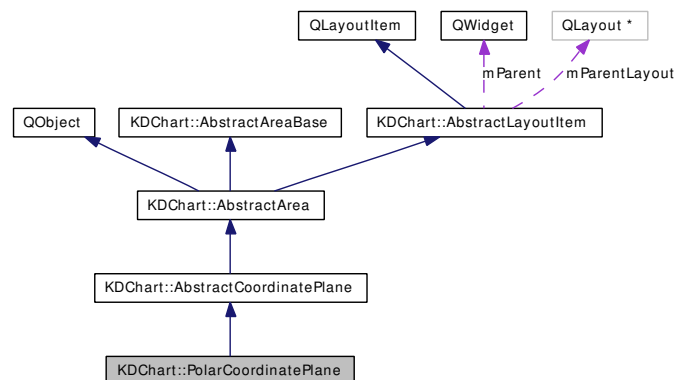 QLayoutItem
QWidget
QLayout *
mParent
mParentLayout
QObject
KDChart::AbstractAreaBase
KDChart::AbstractLayoutItem
KDChart::AbstractArea
KDChart::AbstractCoordinatePlane
KDChart::PolarCoordinatePlane